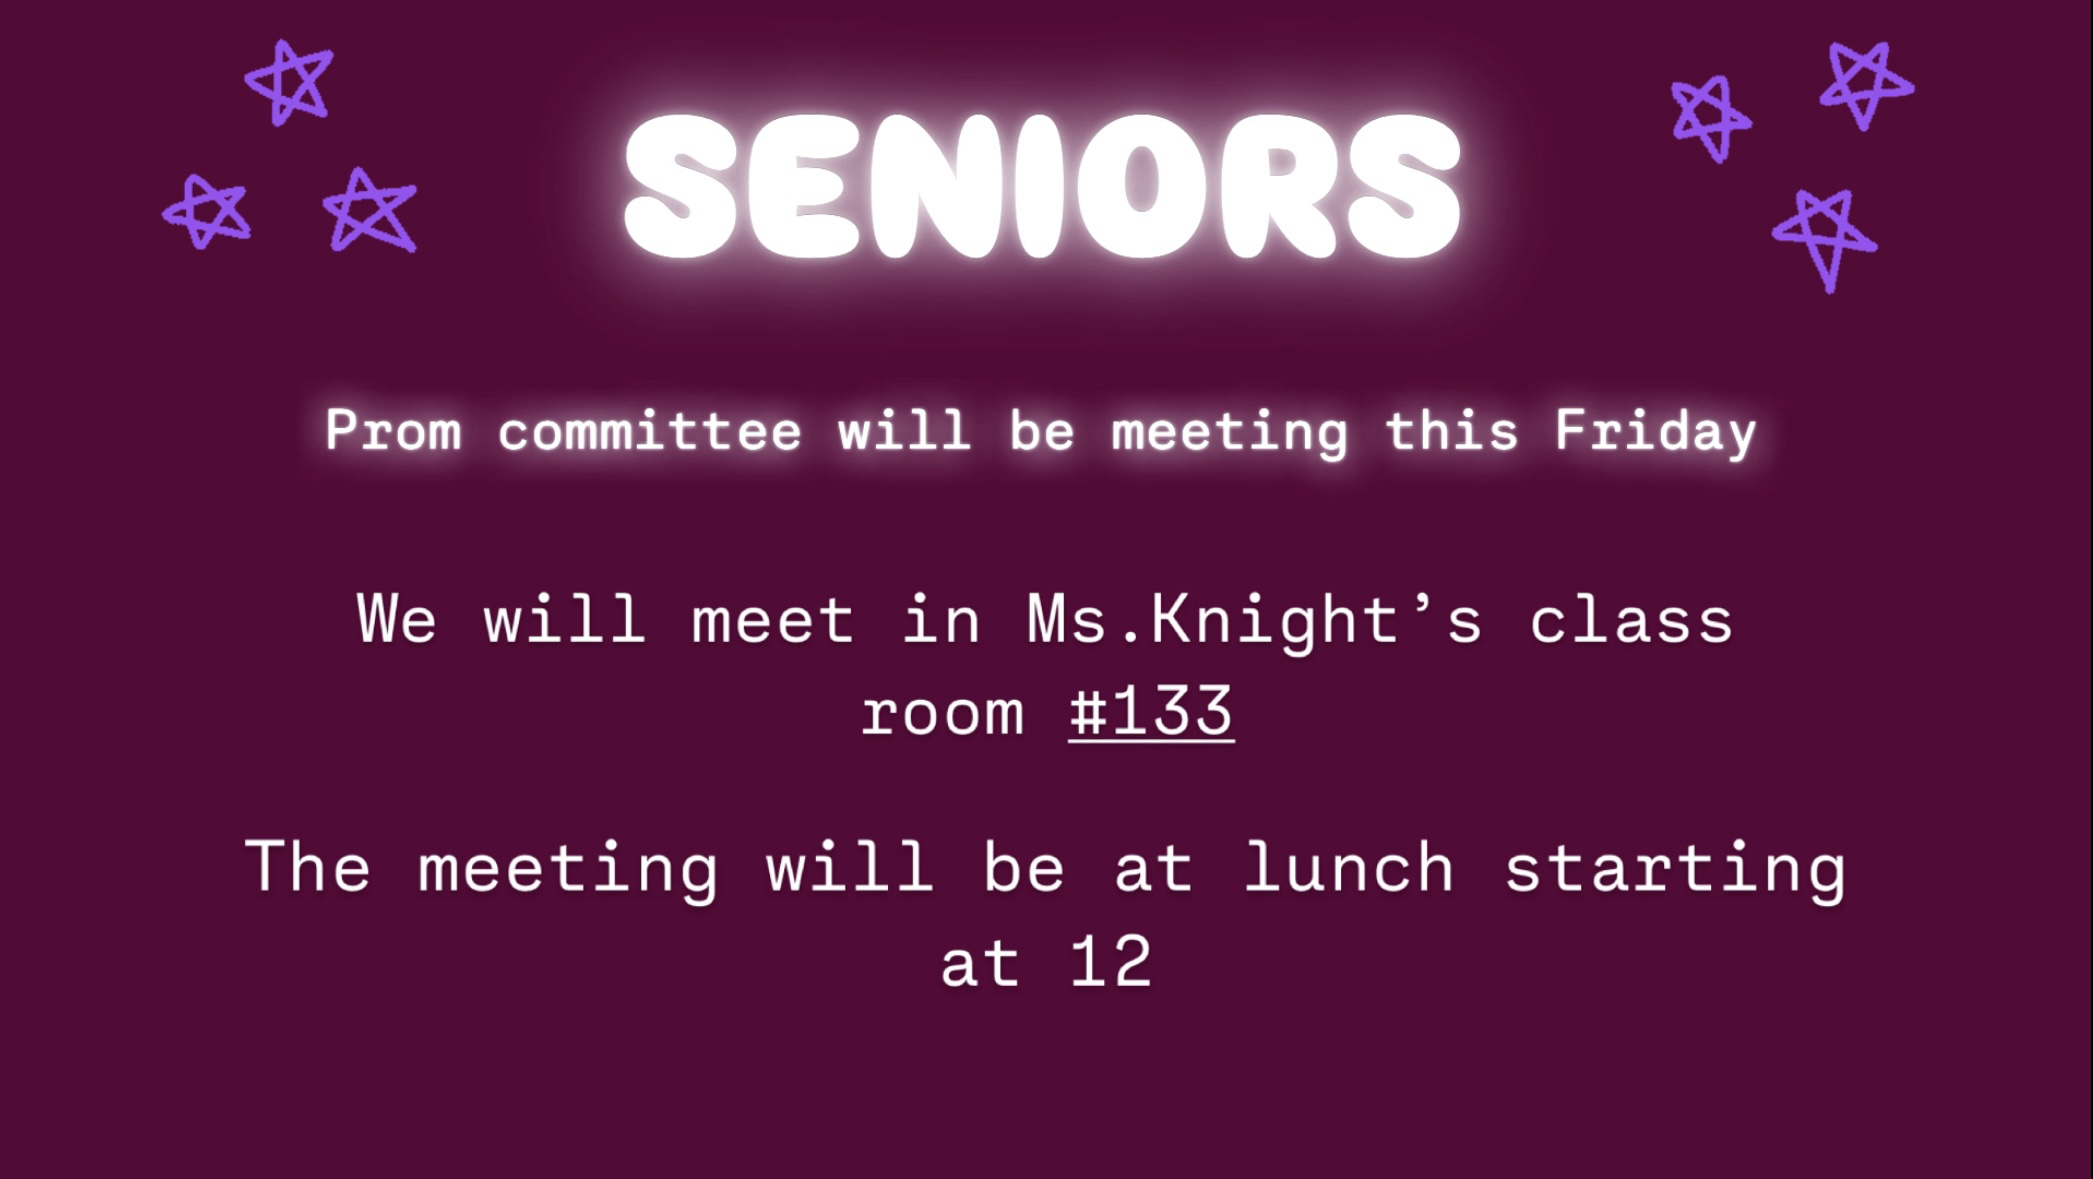 SENIORS
Prom committee will be meeting this Friday
We will meet in Ms.Knight’s class
room #133
The meeting will be at lunch starting
at 12